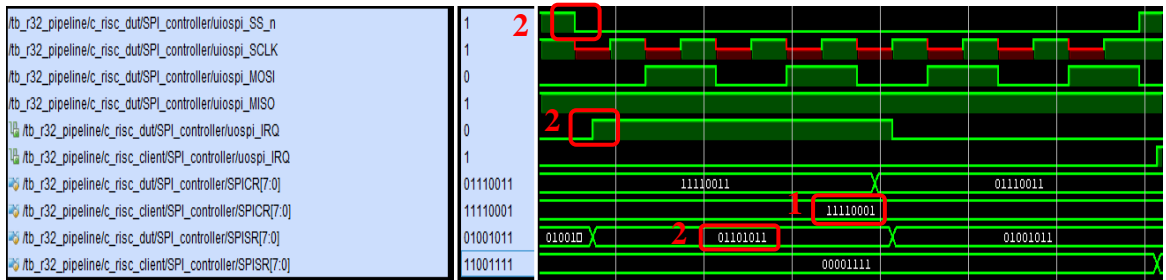 /tb_r32_pipeline/c_risc_dut/SPI_controller/uiospi_SS_n 1 2
/tb_r32_pipeline/c_risc_dut/SPI_controller/uiospi_SCLK 1
/tb_r32_pipeline/c_risc_dut/SPI_controller/uiospi_MOSI 0
/tb_r32_pipeline/c_risc_dut/SPI_controller/uiospi_MISO 1
/tb_r32_pipeline/c_risc_dut/SPI_controller/uospi_IRQ 0 2
/tb_r32_pipeline/c_risc_client/SPI_controller/uospi_IRQ 1
/tb_r32_pipeline/c_risc_dut/SPI_controller/SPICR[7:0] 01110011 11110011 01110011
/tb_r32_pipeline/c_risc_client/SPI_controller/SPICR[7:0] 11110001 1 11110001
/tb_r32_pipeline/c_risc_dut/SPI_controller/SPISR[7:0] 01001011 010010 2 01101011 01001011
/tb_r32_pipeline/c_risc_client/SPI_controller/SPISR[7:0] 11001111 00001111